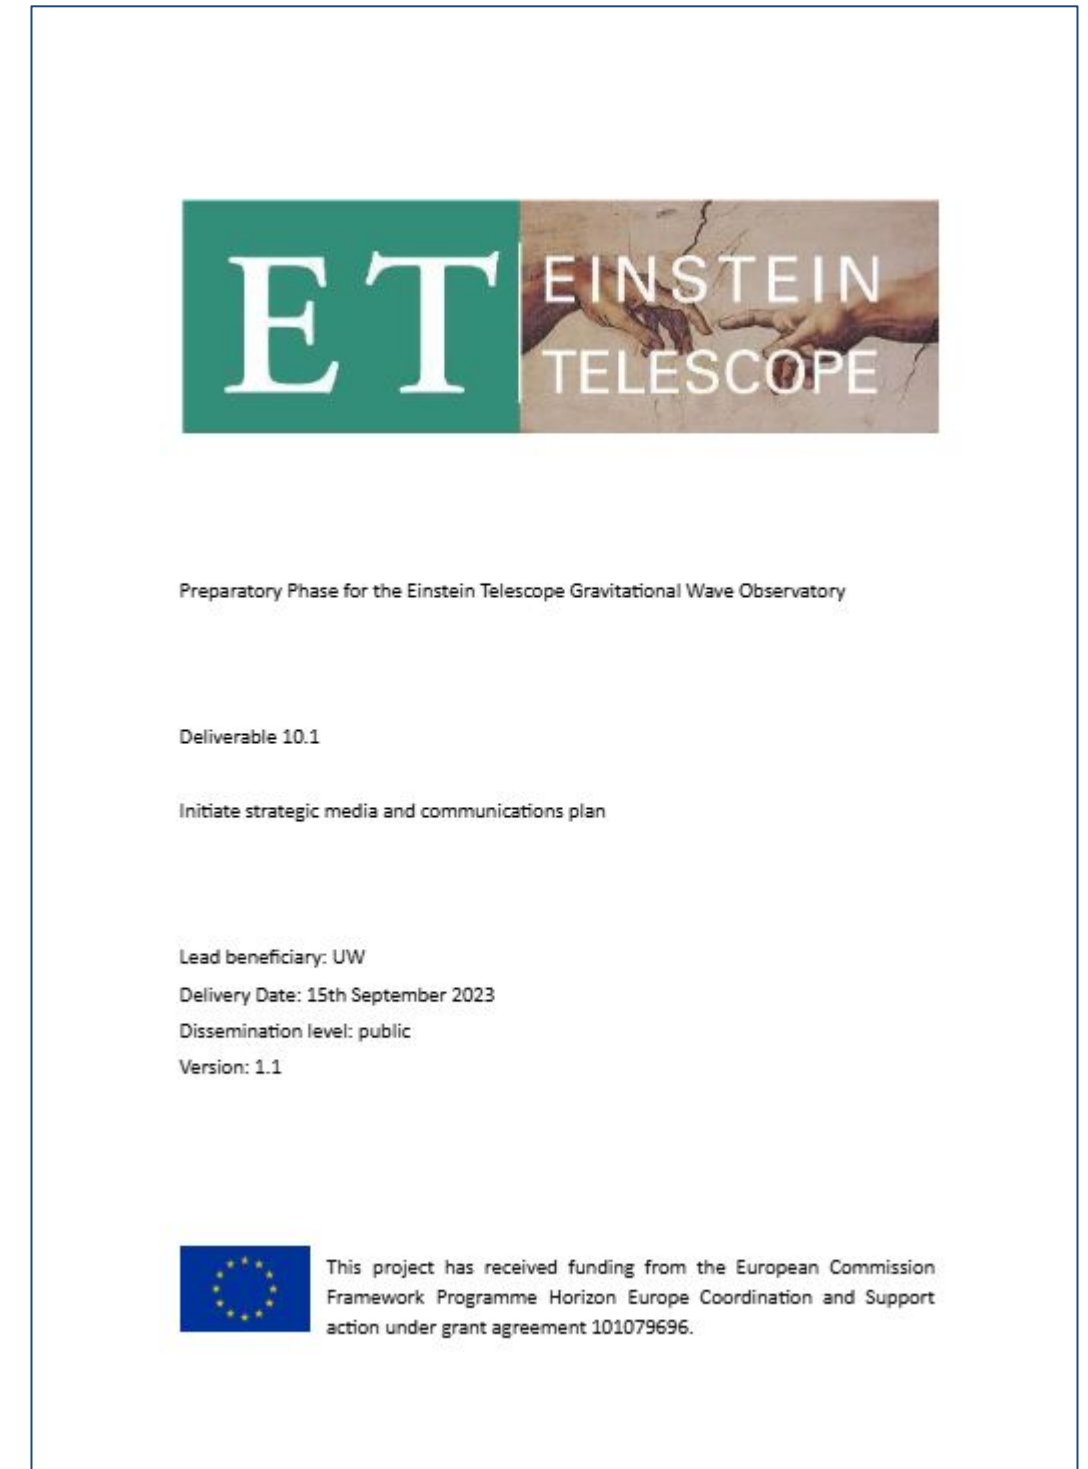 ET EINSTEIN
TELESCOPE
Preparatory Phase for the Einstein Telescope Gravitational Wave Observatory
Deliverable 10.1
Initiate strategic media and communications plan
Lead beneficiary: UW
Delivery Date: 15th September 2023
Dissemination level: public
Version: 1.1
This project has received funding from the European Commission
Framework Programme Horizon Europe Coordination and Support
action under grant agreement 101079696.